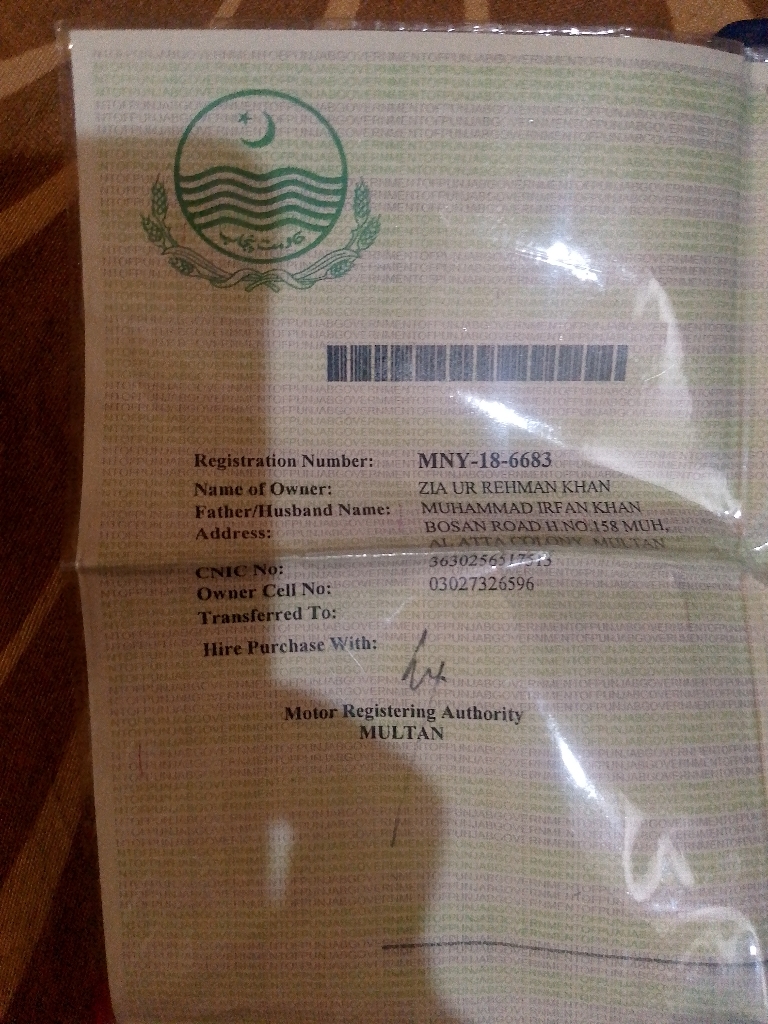 حکومت پنجاب
Registration Number: MNY-18-6683
Name of Owner: ZIA UR REHMAN KHAN
Father/Husband Name: MUHAMMAD IRFAN KHAN
Address: BOSAN ROAD H.NO.158 MUH,
AL ATTA COLONY, MULTAN
CNIC No:
Owner Cell No: 03027326596
Transferred To:
Hire Purchase With:
Motor Registering Authority
MULTAN